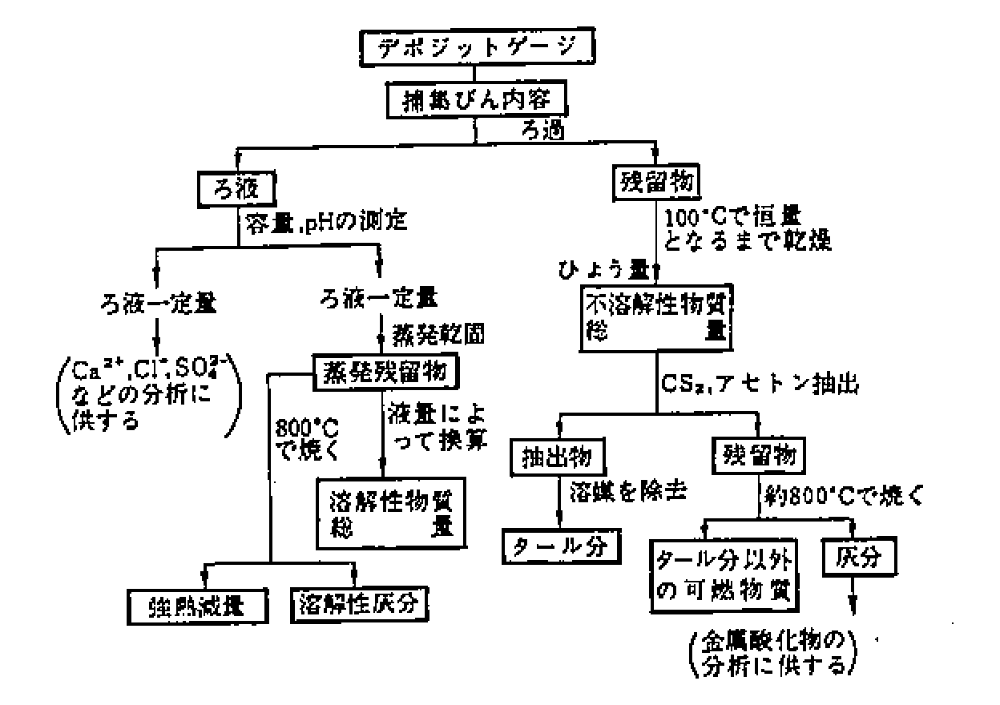 デポジットゲージ
捕集びん内容
ろ過
ろ液
残留物
容量,pHの測定
100°Cで恒量
となるまで乾燥
ひょう量
ろ液一定量
ろ液一定量
不溶解性物質
総量
蒸発乾固
(Ca²⁺,Cl⁻,SO₄²⁻
などの分析に
供する)
蒸発残留物
CS₂,アセトン抽出
800°C
で焼く
液量によ
って換算
抽出物
残留物
溶媒を除去
約800°Cで焼く
溶解性物質
総量
タール分
タール分以外
の可燃物質
灰分
強熱減量
溶解性灰分
(金属酸化物の
分析に供する)